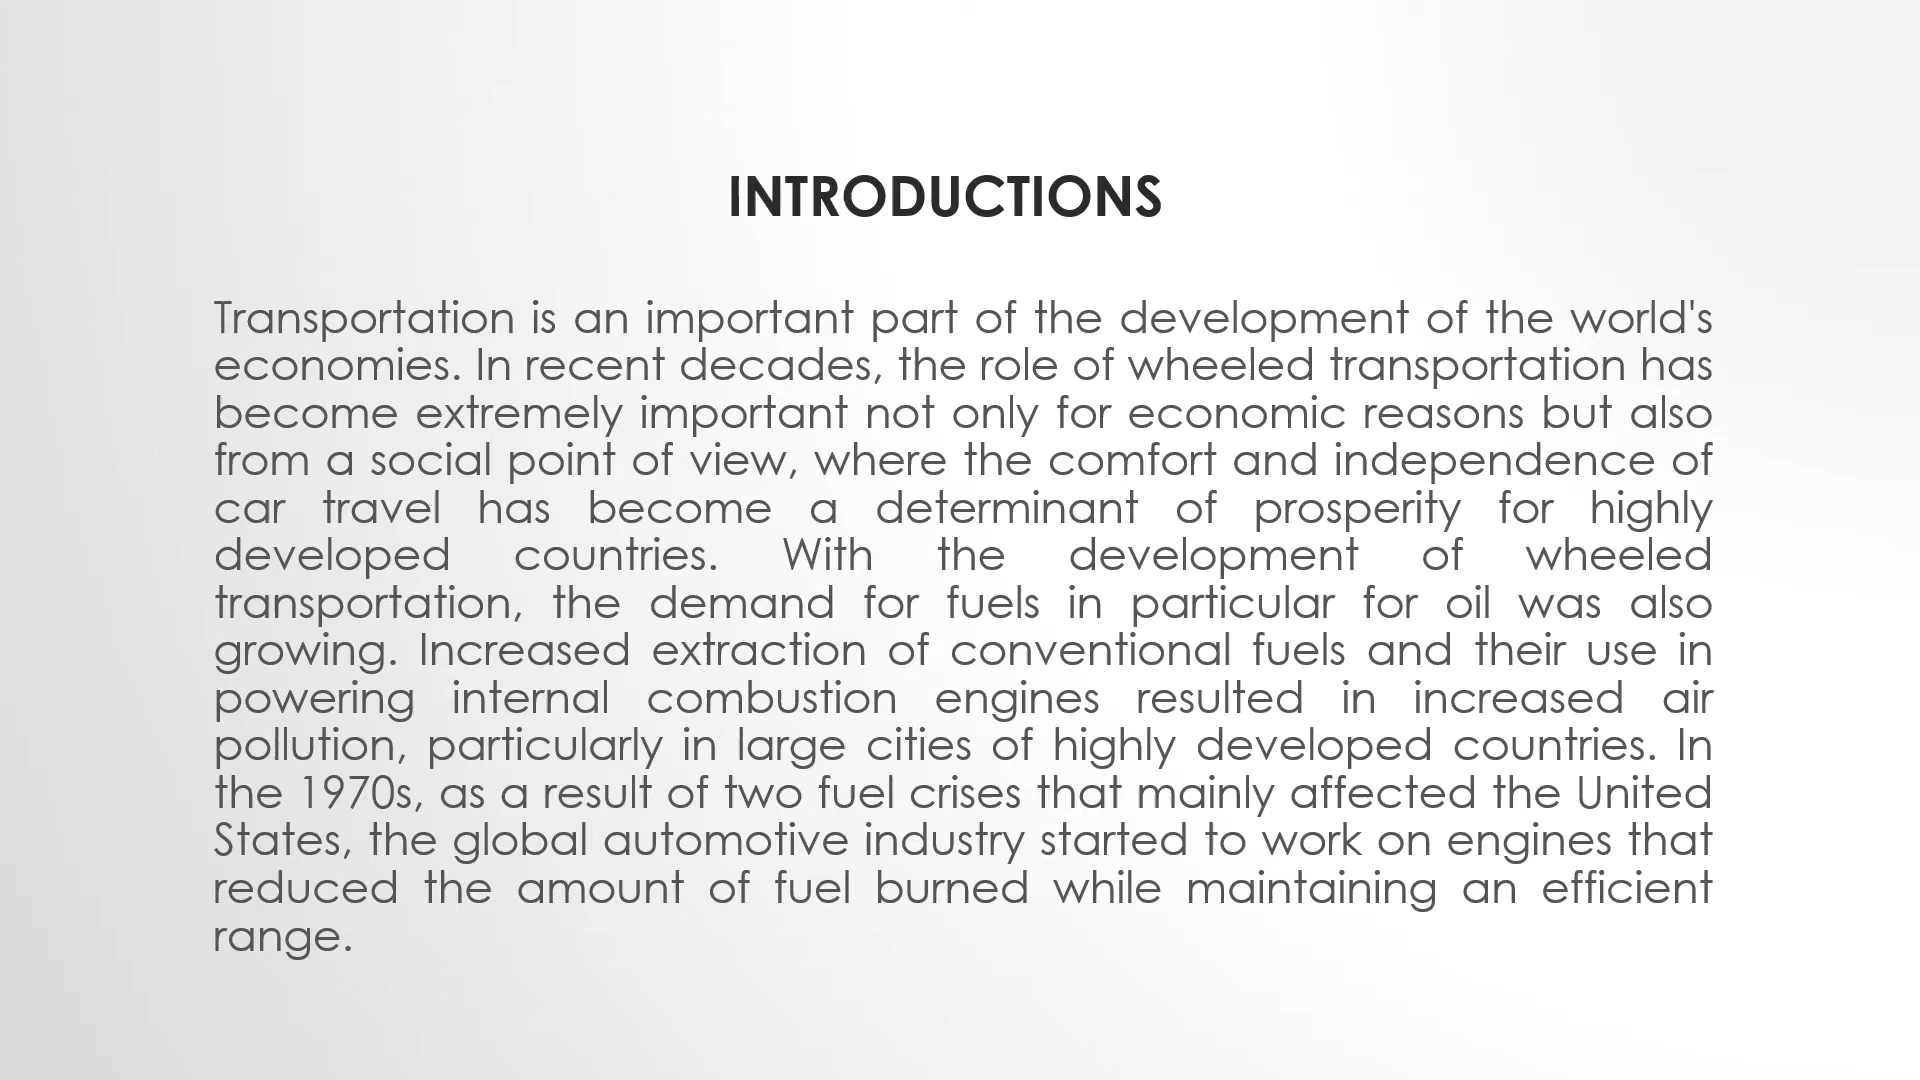 INTRODUCTIONS
Transportation is an important part of the development of the world's
economies. In recent decades, the role of wheeled transportation has
become extremely important not only for economic reasons but also
from a social point of view, where the comfort and independence of
car travel has become a determinant of prosperity for highly
developed countries. With the development of wheeled
transportation, the demand for fuels in particular for oil was also
growing. Increased extraction of conventional fuels and their use in
powering internal combustion engines resulted in increased air
pollution, particularly in large cities of highly developed countries. In
the 1970s, as a result of two fuel crises that mainly affected the United
States, the global automotive industry started to work on engines that
reduced the amount of fuel burned while maintaining an efficient
range.